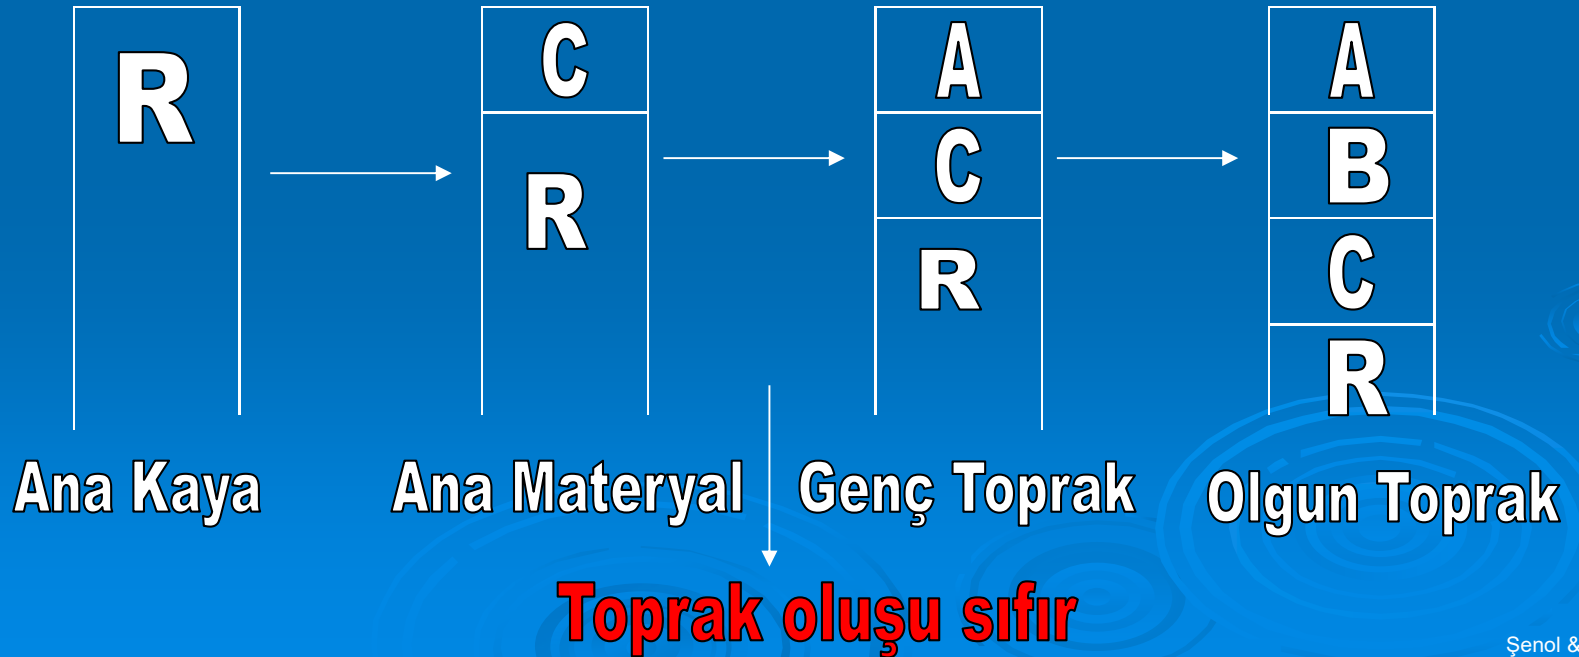 R
C
R
A
C
R
A
B
C
R
Ana Kaya
Ana Materyal
Genç Toprak
Olgun Toprak
Toprak oluşu sıfır
Şenol &